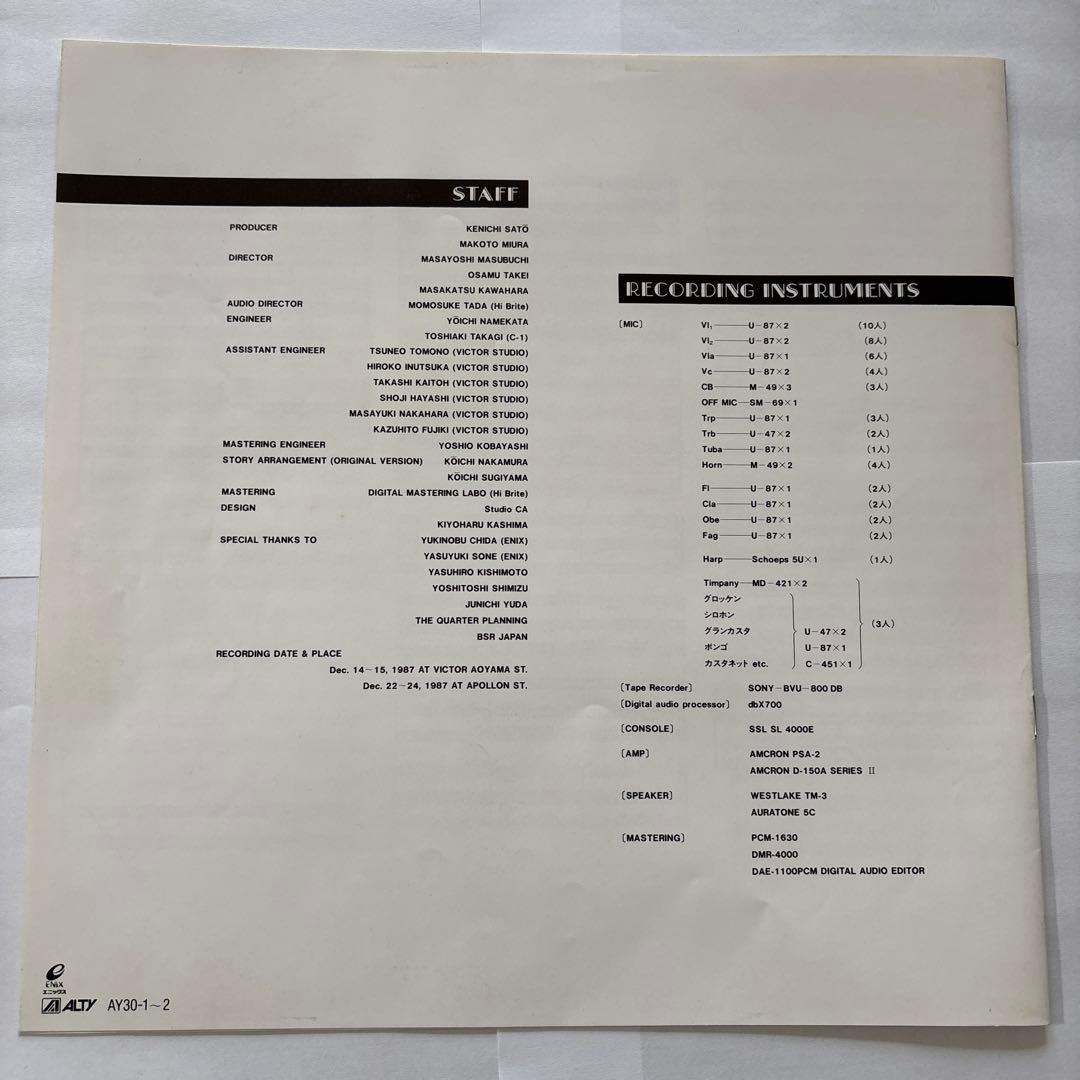 STAFF
PRODUCER KENICHI SATŌ
MAKOTO MIURA
DIRECTOR MASAYOSHI MASUBUCHI
OSAMU TAKEI
MASAKATSU KAWAHARA
AUDIO DIRECTOR MOMOSUKE TADA (Hi Brite)
ENGINEER YŌICHI NAMEKATA
TOSHIAKI TAKAGI (C-1)
ASSISTANT ENGINEER TSUNEO TOMONO (VICTOR STUDIO)
HIROKO INUTSUKA (VICTOR STUDIO)
TAKASHI KAITOH (VICTOR STUDIO)
SHOJI HAYASHI (VICTOR STUDIO)
MASAYUKI NAKAHARA (VICTOR STUDIO)
KAZUHITO FUJIKI (VICTOR STUDIO)
MASTERING ENGINEER YOSHIO KOBAYASHI
STORY ARRANGEMENT (ORIGINAL VERSION) KŌICHI NAKAMURA
KŌICHI SUGIYAMA
MASTERING DIGITAL MASTERING LABO (Hi Brite)
DESIGN Studio CA
KIYOHARU KASHIMA
SPECIAL THANKS TO YUKINOBU CHIDA (ENIX)
YASUYUKI SONE (ENIX)
YASUHIRO KISHIMOTO
YOSHITOSHI SHIMIZU
JUNICHI YUDA
THE QUARTER PLANNING
BSR JAPAN
RECORDING DATE & PLACE
Dec. 14～15, 1987 AT VICTOR AOYAMA ST.
Dec. 22～24, 1987 AT APOLLON ST.
RECORDING INSTRUMENTS
〔MIC〕 Vl₁――U－87×2 (10人)
Vl₂――U－87×2 (8人)
Vla――U－87×1 (6人)
Vc――U－87×2 (4人)
CB――M－49×3 (3人)
OFF MIC―SM－69×1
Trp――U－87×1 (3人)
Trb――U－47×2 (2人)
Tuba――U－87×1 (1人)
Horn――M－49×2 (4人)
Fl――U－87×1 (2人)
Cla――U－87×1 (2人)
Obe――U－87×1 (2人)
Fag――U－87×1 (2人)
Harp――Schoeps 5U×1 (1人)
Timpany―MD－421×2
グロッケン
シロホン
(3人)
グランカスタ U－47×2
ボンゴ U－87×1
カスタネット etc. C－451×1
〔Tape Recorder〕 SONY－BVU－800 DB
〔Digital audio processor〕 dbX700
〔CONSOLE〕 SSL SL 4000E
〔AMP〕 AMCRON PSA-2
AMCRON D-150A SERIES Ⅱ
〔SPEAKER〕 WESTLAKE TM-3
AURATONE 5C
〔MASTERING〕 PCM-1630
DMR-4000
DAE-1100PCM DIGITAL AUDIO EDITOR
ENIX
エニックス
ALTY AY30-1～2